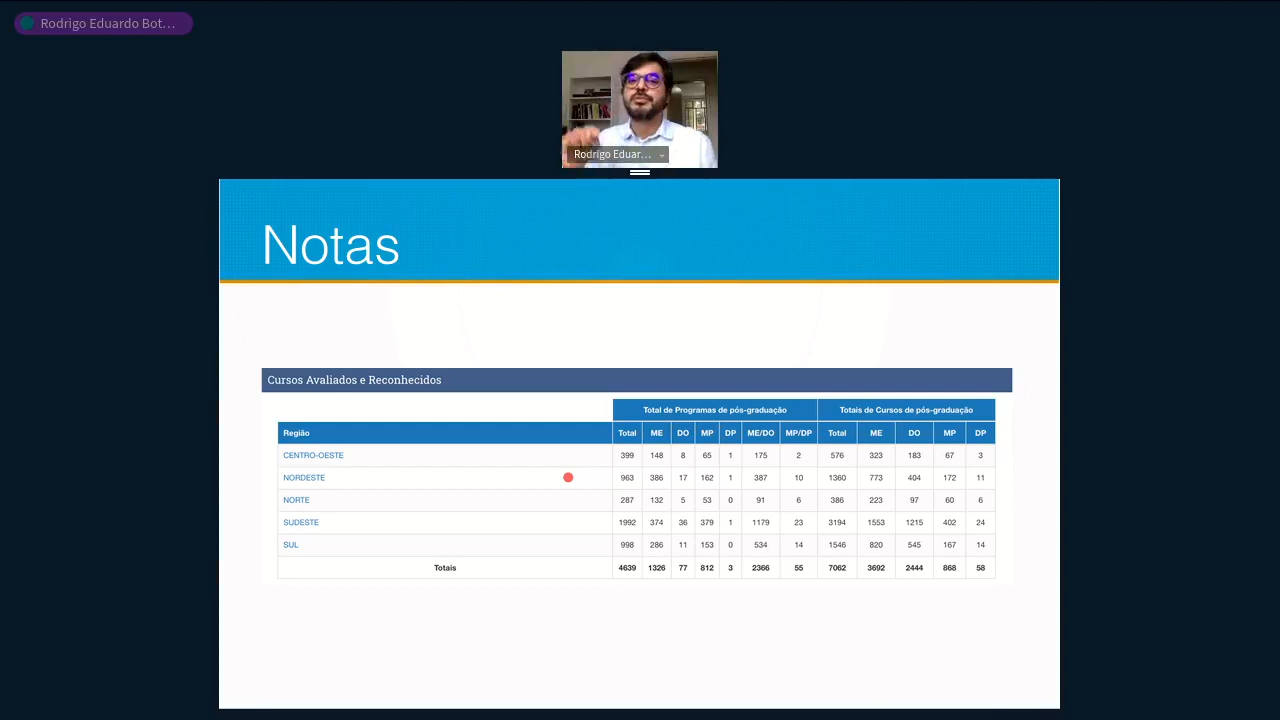 Rodrigo Eduardo Bot...
Rodrigo Eduar...
Notas
Cursos Avaliados e Reconhecidos
Total de Programas de pós-graduação Totais de Cursos de pós-graduação
Região Total ME DO MP DP ME/DO MP/DP Total ME DO MP DP
CENTRO-OESTE 399 148 8 65 1 175 2 576 323 183 67 3
NORDESTE 963 386 17 162 1 387 10 1360 773 404 172 11
NORTE 287 132 5 53 0 91 6 386 223 97 60 6
SUDESTE 1992 374 36 379 1 1179 23 3194 1553 1215 402 24
SUL 998 286 11 153 0 534 14 1546 820 545 167 14
Totais 4639 1326 77 812 3 2366 55 7062 3692 2444 868 58